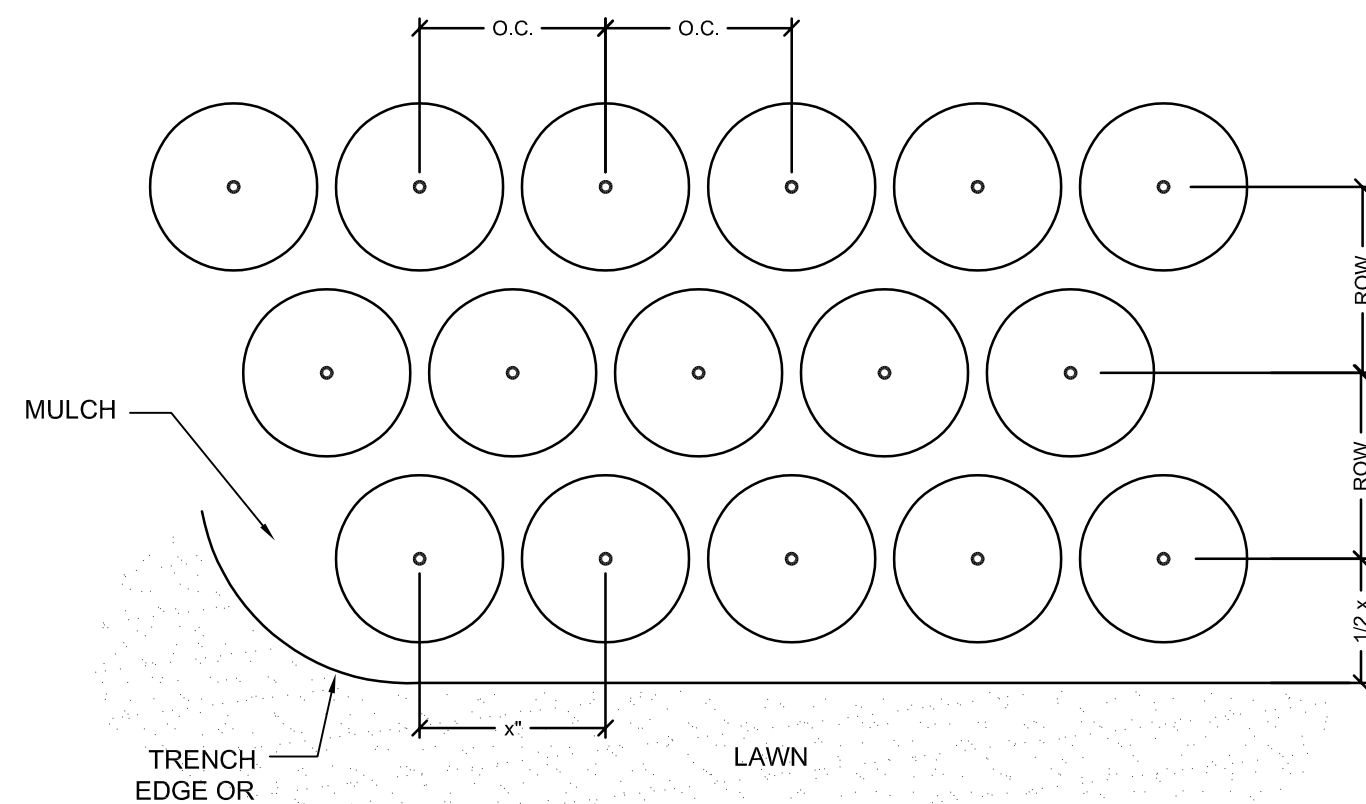 O.C. O.C.
ROW
MULCH
ROW
1/2 x
x"
LAWN
TRENCH
EDGE OR